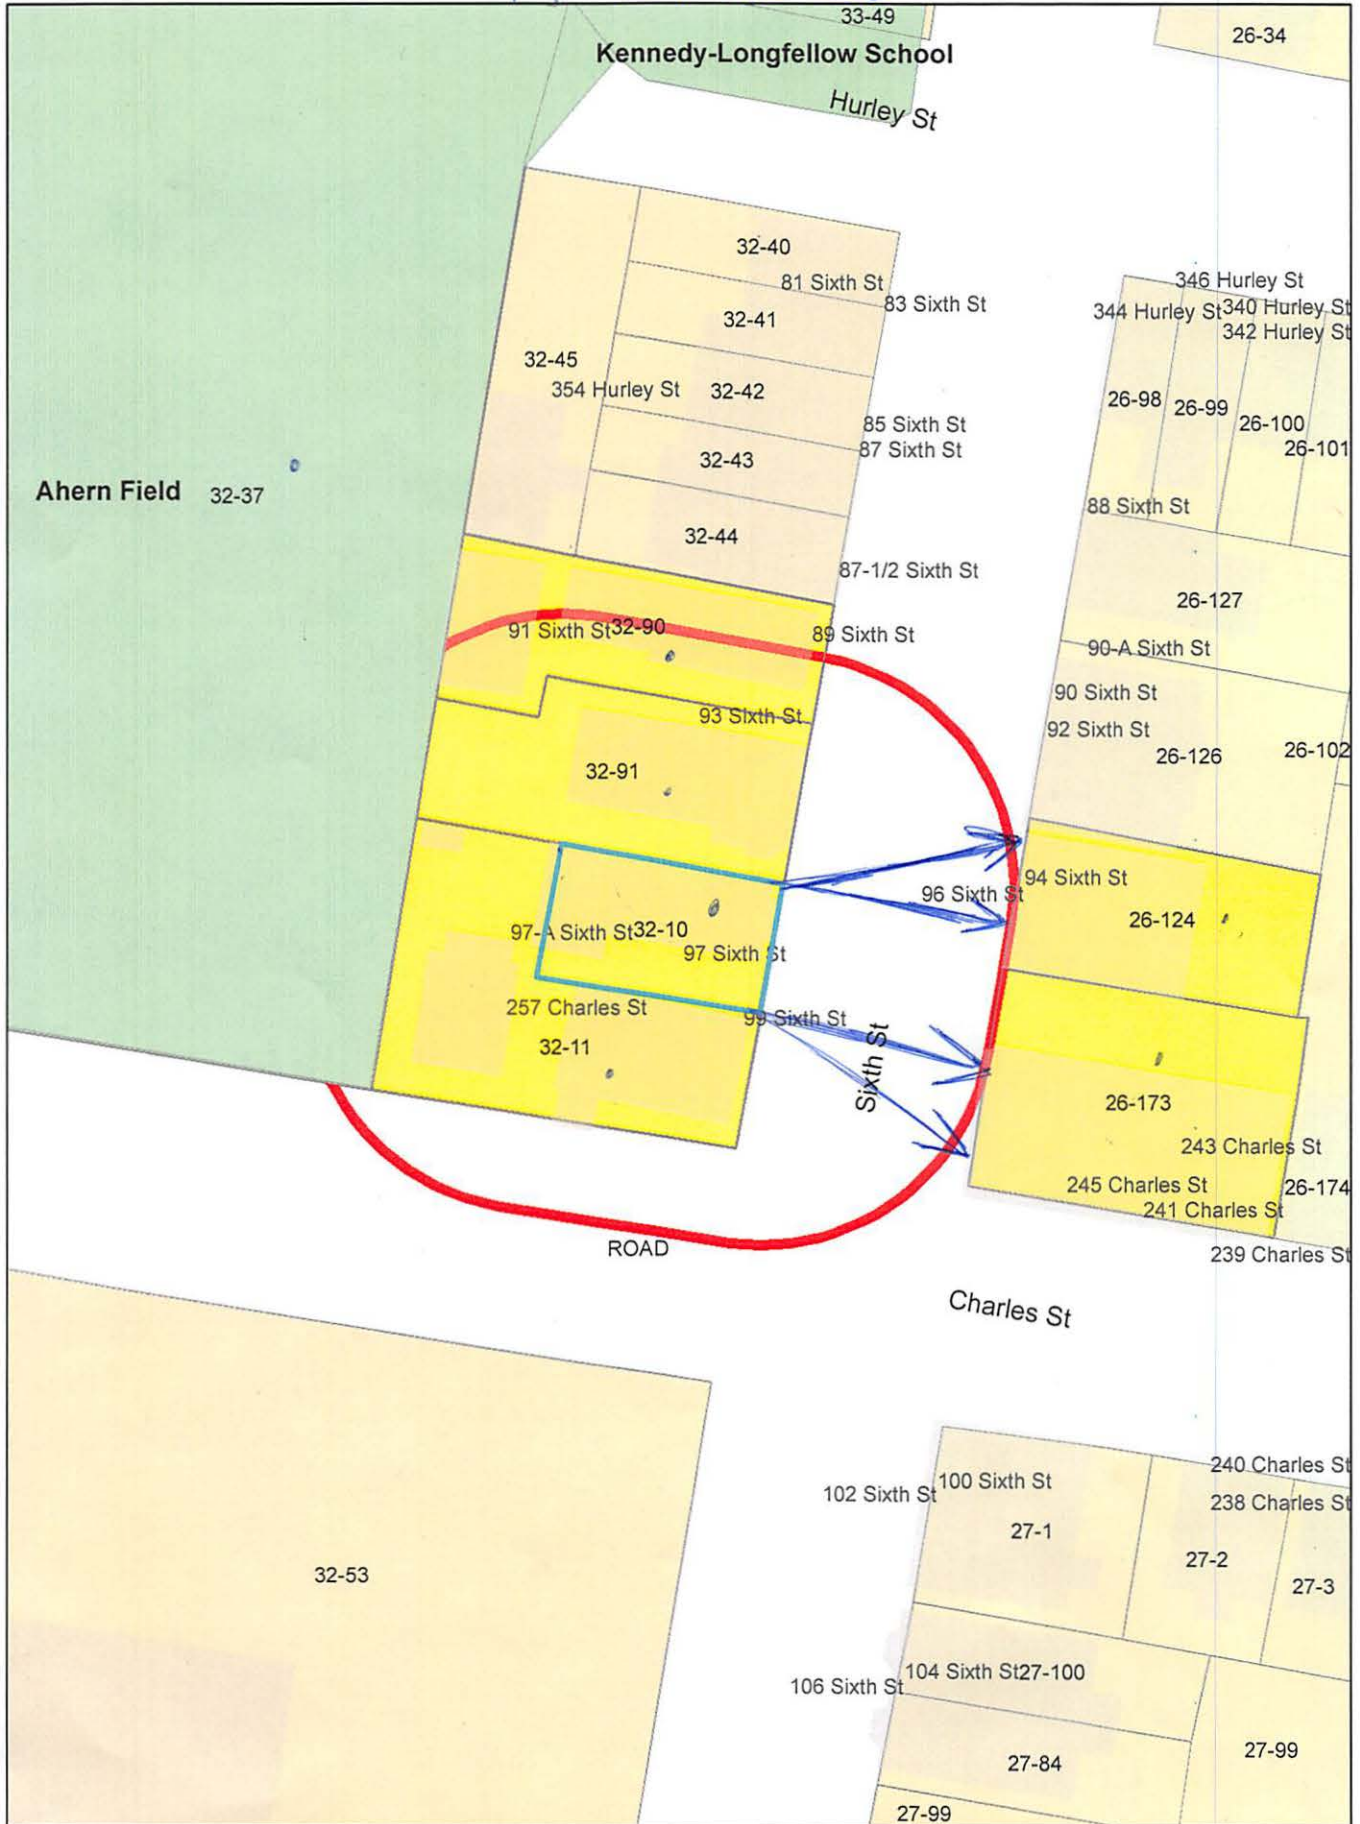 33-49
26-34
Kennedy-Longfellow School
Hurley St
32-40
81 Sixth St
346 Hurley St
83 Sixth St
344 Hurley St
340 Hurley St
32-41
342 Hurley St
32-45
354 Hurley St
32-42
26-98
26-99
26-100
85 Sixth St
87 Sixth St
26-101
32-43
Ahern Field
32-37
88 Sixth St
32-44
87-1/2 Sixth St
26-127
91 Sixth St
32-90
89 Sixth St
90-A Sixth St
90 Sixth St
93 Sixth St
92 Sixth St
26-126
26-102
32-91
94 Sixth St
96 Sixth St
26-124
97-A Sixth St
32-10
97 Sixth St
257 Charles St
99 Sixth St
32-11
Sixth St
26-173
243 Charles St
245 Charles St
26-174
241 Charles St
ROAD
239 Charles St
Charles St
240 Charles St
100 Sixth St
102 Sixth St
238 Charles St
27-1
27-2
32-53
27-3
104 Sixth St
27-100
106 Sixth St
27-99
27-84
27-99